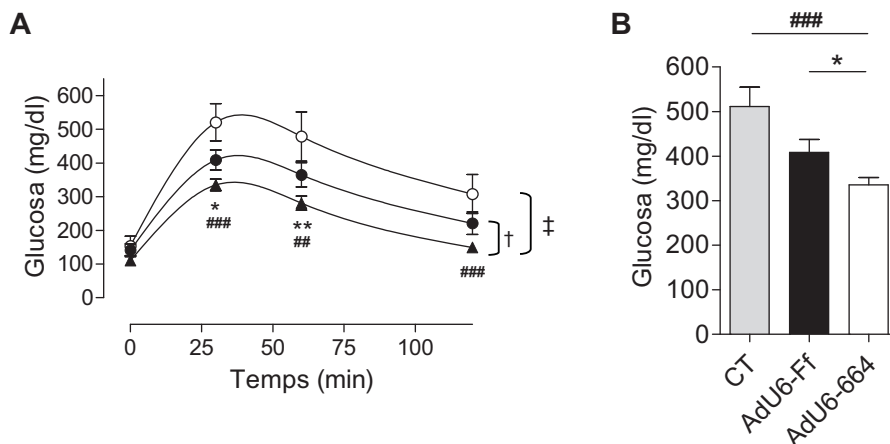 A
Glucosa (mg/dl)
600
500
400
300
200
100
0
*
###
**
##
###
†
‡
0 25 50 75 100
Temps (min)
B
###
*
Glucosa (mg/dl)
600
500
400
300
200
100
0
CT
AdU6-Ff
AdU6-664